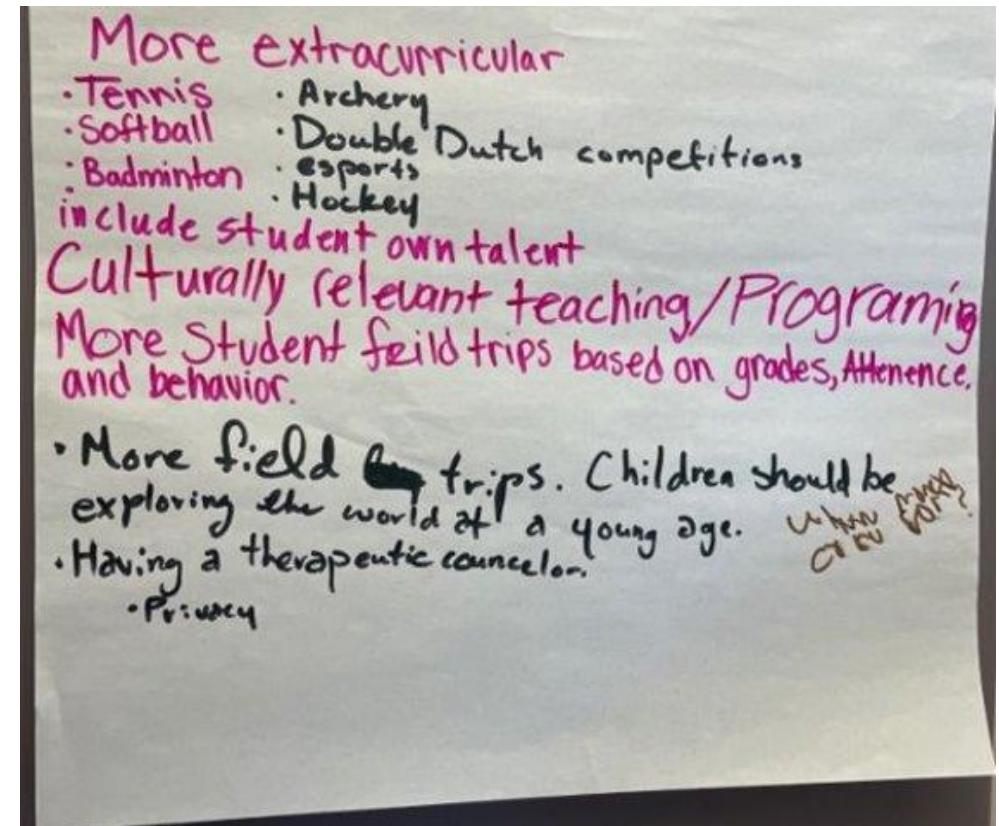 More extracurricular
• Tennis
• Softball
• Badminton
• Archery
• Double Dutch competitions
• esports
• Hockey
include student own talent
Culturally relevant teaching/Programing
More Student feild trips based on grades, Attenence,
and behavior.
• More field trips. Children should be
exploring the world at a young age.
• Having a therapeutic councelor.
• Privacy